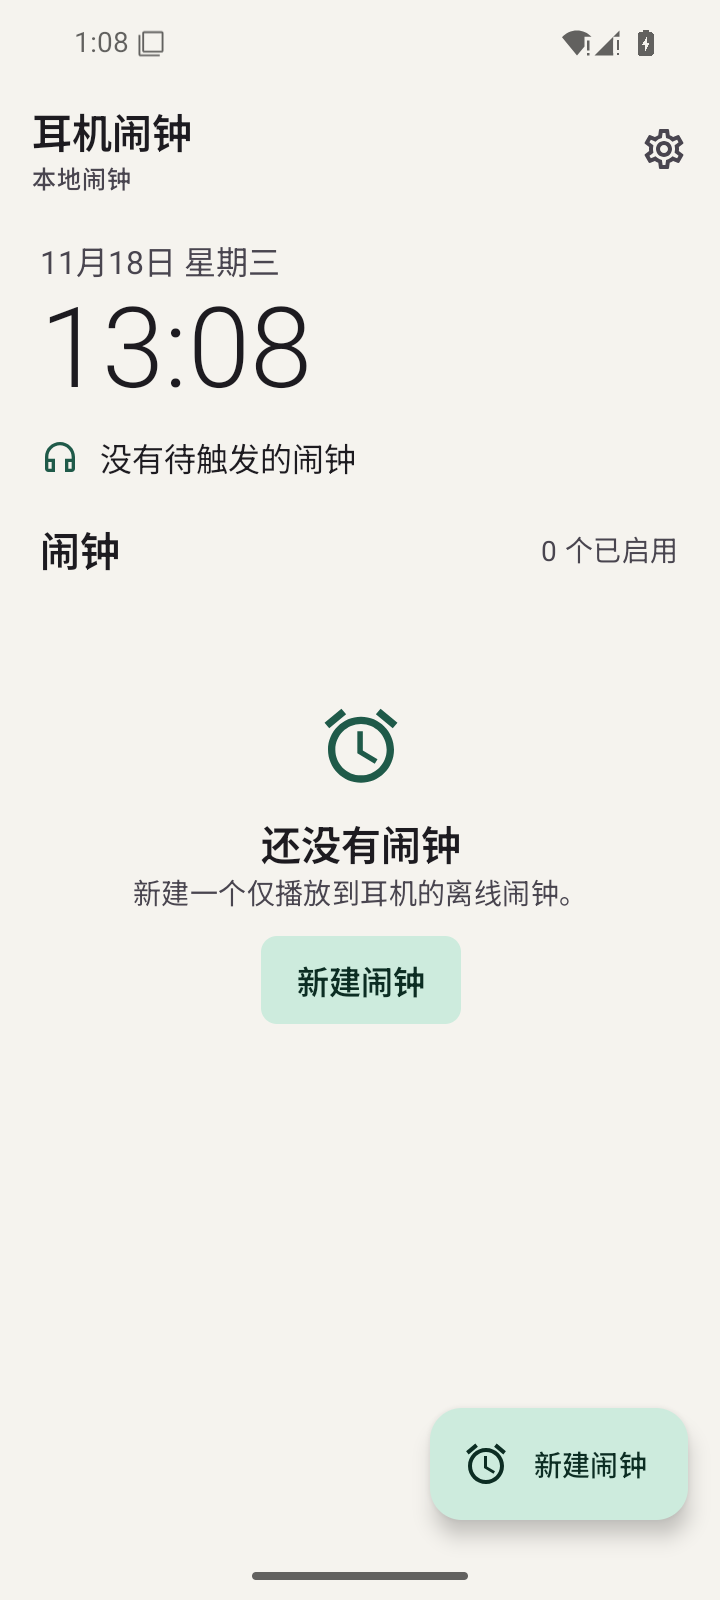 1:08
耳机闹钟
本地闹钟
11月18日 星期三
13:08
没有待触发的闹钟
闹钟
0 个已启用
还没有闹钟
新建一个仅播放到耳机的离线闹钟。
新建闹钟
新建闹钟